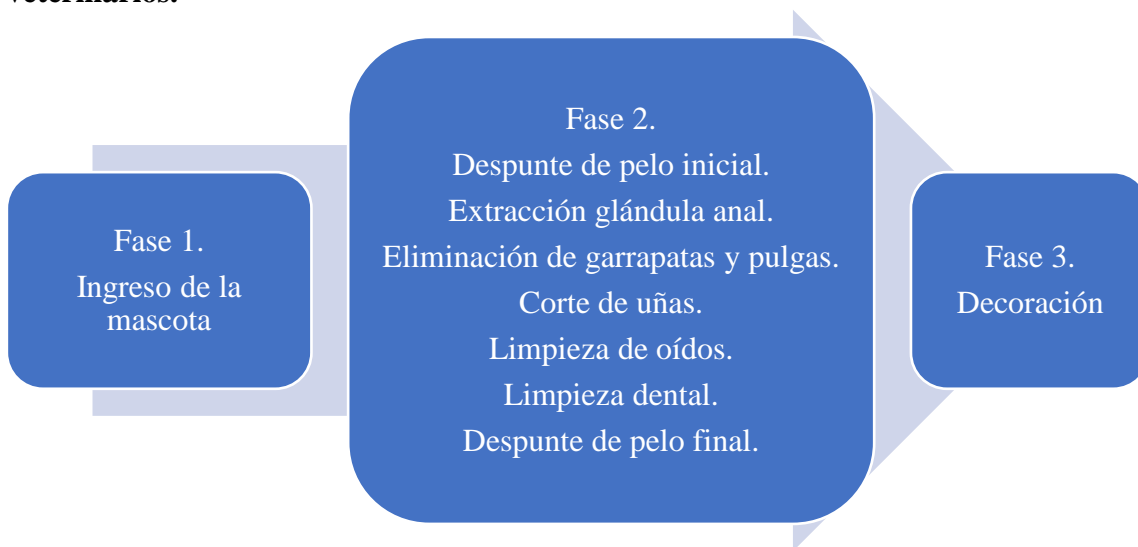 Fase 1.
Ingreso de la
mascota
Fase 2.
Despunte de pelo inicial.
Extracción glándula anal.
Eliminación de garrapatas y pulgas.
Corte de uñas.
Limpieza de oídos.
Limpieza dental.
Despunte de pelo final.
Fase 3.
Decoración